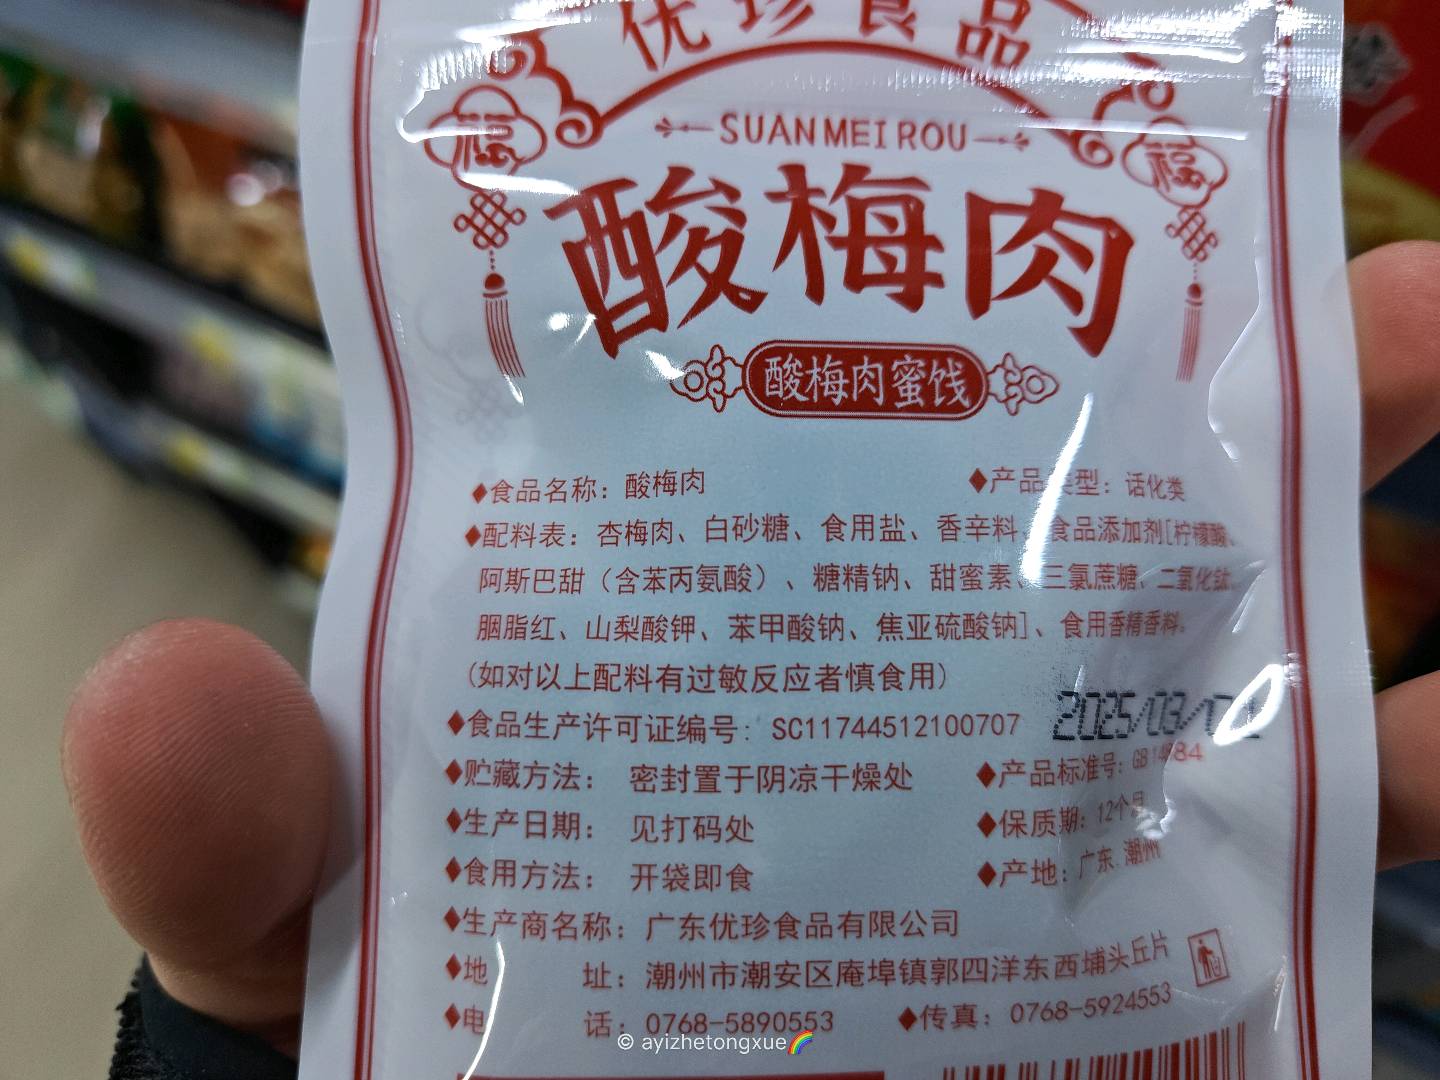 优珍食品
SUANMEIROU
福 福
酸梅肉
酸梅肉蜜饯
♦食品名称：酸梅肉 ♦产品类型：话化类
♦配料表：杏梅肉、白砂糖、食用盐、香辛料、食品添加剂[柠檬酸、
阿斯巴甜（含苯丙氨酸）、糖精钠、甜蜜素、三氯蔗糖、二氧化钛、
胭脂红、山梨酸钾、苯甲酸钠、焦亚硫酸钠]、食用香精香料。
(如对以上配料有过敏反应者慎食用)
♦食品生产许可证编号：SC11744512100707
2025/03/
♦贮藏方法：密封置于阴凉干燥处 ♦产品标准号：GB 14884
♦生产日期：见打码处 ♦保质期：12个月
♦食用方法：开袋即食 ♦产地：广东 潮州
♦生产商名称：广东优珍食品有限公司
♦地址：潮州市潮安区庵埠镇郭四洋东西埔头丘片
♦电话：0768-5890553 ♦传真：0768-5924553
© ayizhetongxue🌈